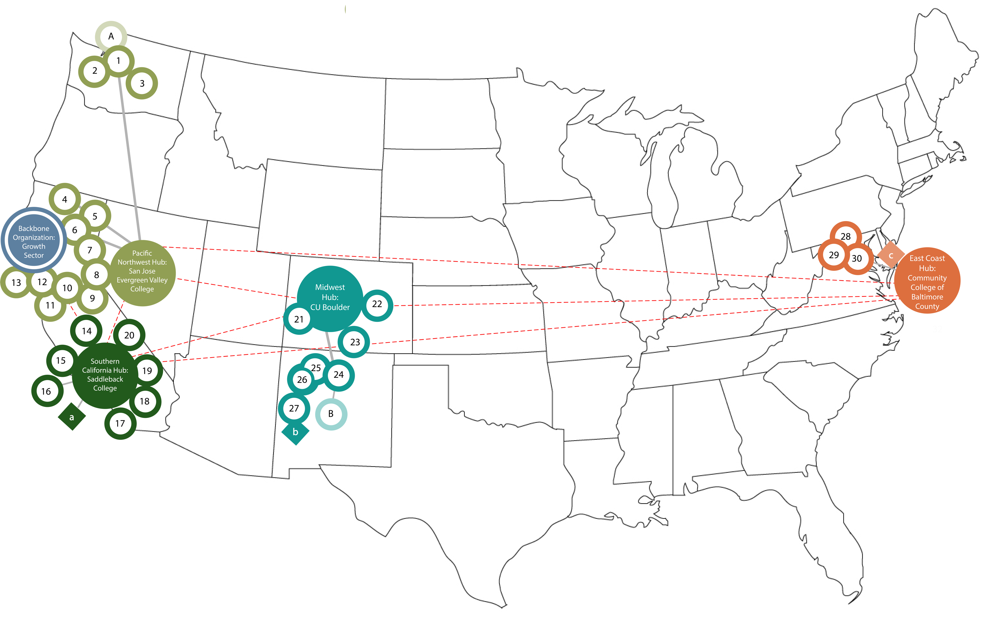 A
1
2
3
4
5
6
7
8
9
10
11
12
13
Backbone
Organization:
Growth
Sector
Pacific
Northwest Hub:
San Jose
Evergreen Valley
College
14
20
15
19
16
18
17
a
Southern
California Hub:
Saddleback
College
Midwest
Hub:
CU Boulder
21
22
23
25
26
24
27
B
b
28
29
30
c
East Coast
Hub:
Community
College of
Baltimore
County